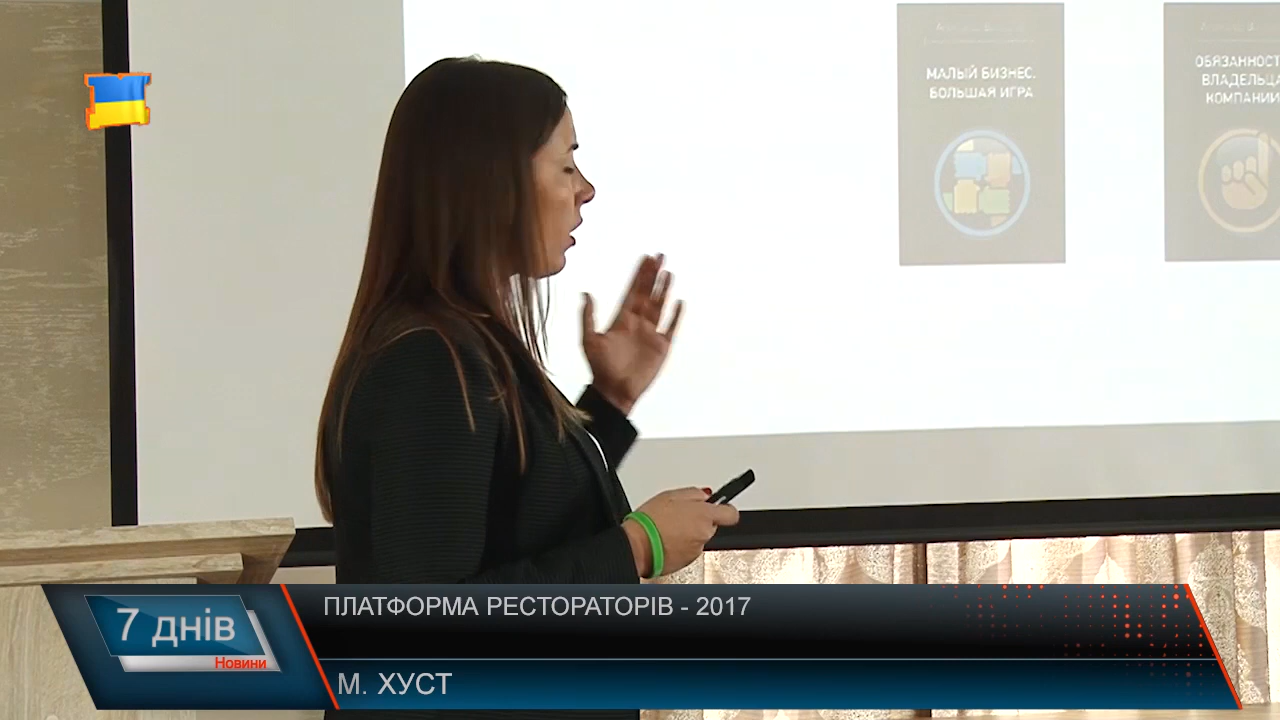 МАЛЫЙ БИЗНЕС.
БОЛЬШАЯ ИГРА
ОБЯЗАННОСТ
ВЛАДЕЛЬЦА
КОМПАНИИ
7 днів
Новини
ПЛАТФОРМА РЕСТОРАТОРІВ - 2017
М. ХУСТ